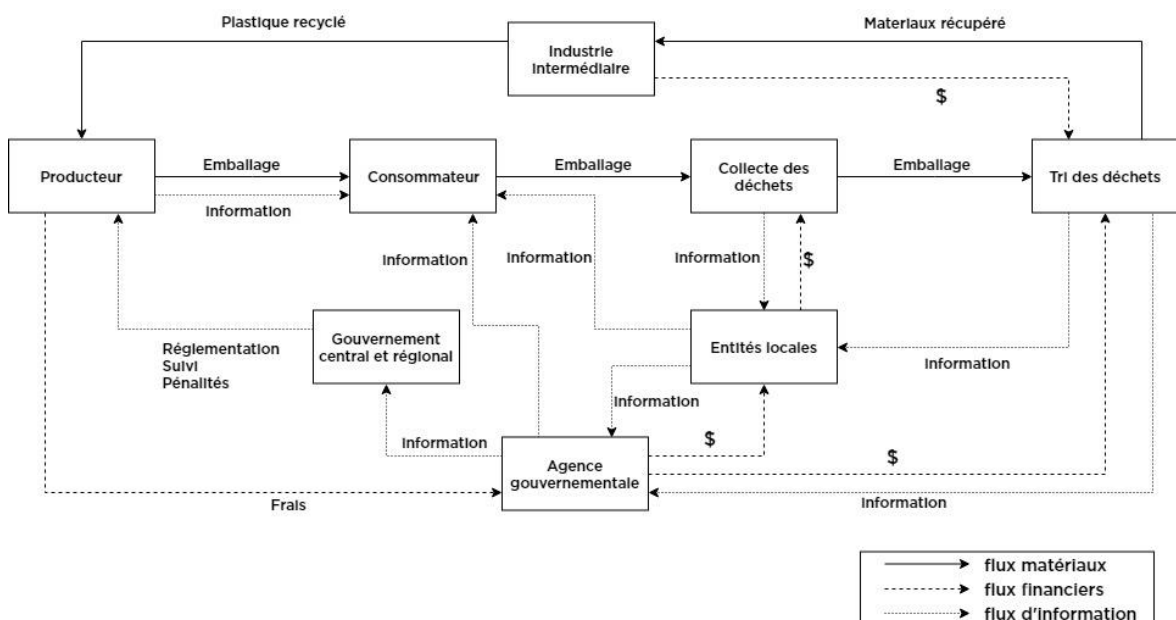 Plastique recyclé
Materiaux récupéré
Industrie
intermédiaire
$
Producteur
Emballage
Information
Consommateur
Emballage
Collecte des
déchets
Emballage
Tri des déchets
Information
Information
Information
$
Réglementation
Suivi
Pénalités
Gouvernement
central et régional
Entités locales
Information
Information
Information
$
Agence
gouvernementale
$
Frais
Information
flux matériaux
flux financiers
flux d'information